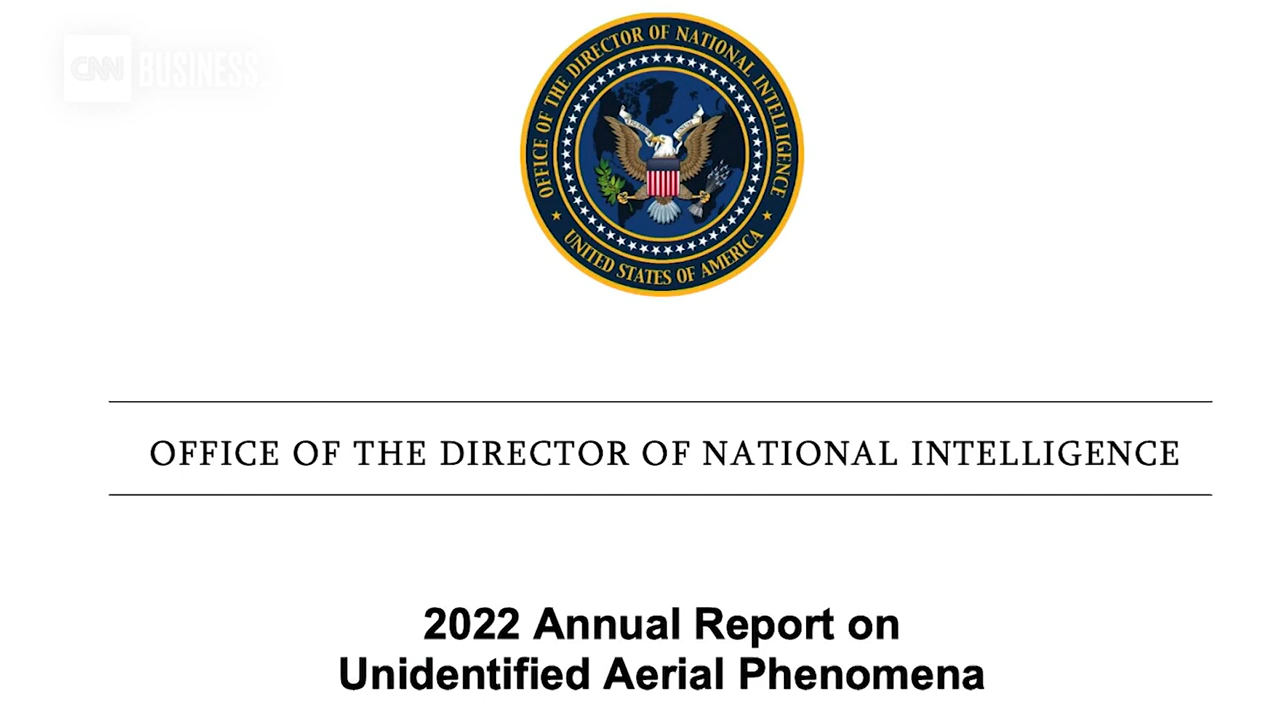 CNN BUSINESS
OFFICE OF THE DIRECTOR OF NATIONAL INTELLIGENCE
UNITED STATES OF AMERICA
OFFICE OF THE DIRECTOR OF NATIONAL INTELLIGENCE
2022 Annual Report on
Unidentified Aerial Phenomena